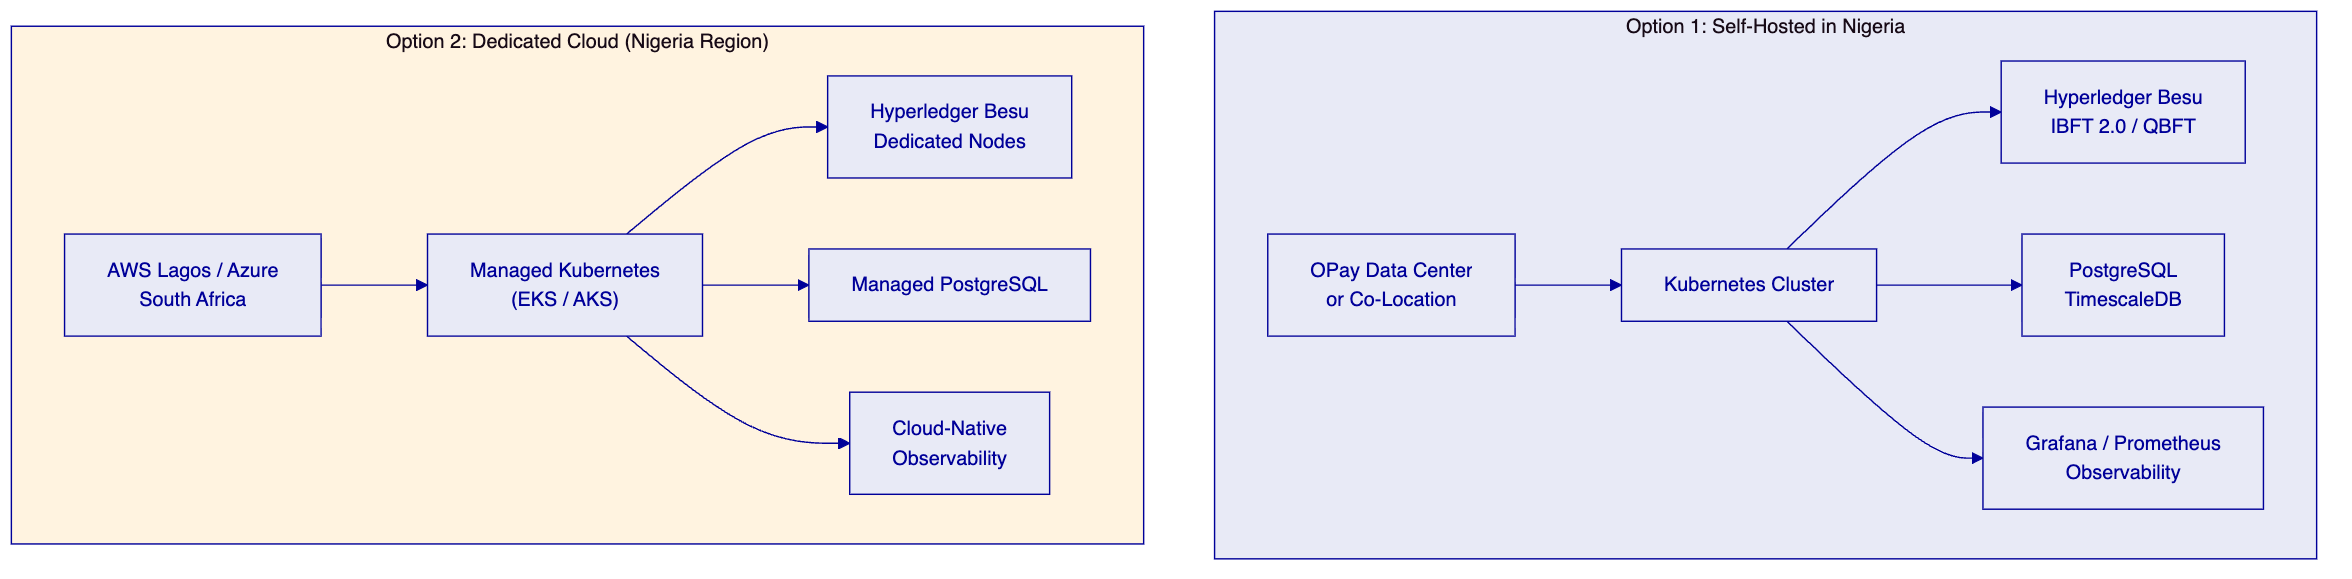 Option 2: Dedicated Cloud (Nigeria Region)
AWS Lagos / Azure
South Africa
Managed Kubernetes
(EKS / AKS)
Hyperledger Besu
Dedicated Nodes
Managed PostgreSQL
Cloud-Native
Observability
Option 1: Self-Hosted in Nigeria
OPay Data Center
or Co-Location
Kubernetes Cluster
Hyperledger Besu
IBFT 2.0 / QBFT
PostgreSQL
TimescaleDB
Grafana / Prometheus
Observability